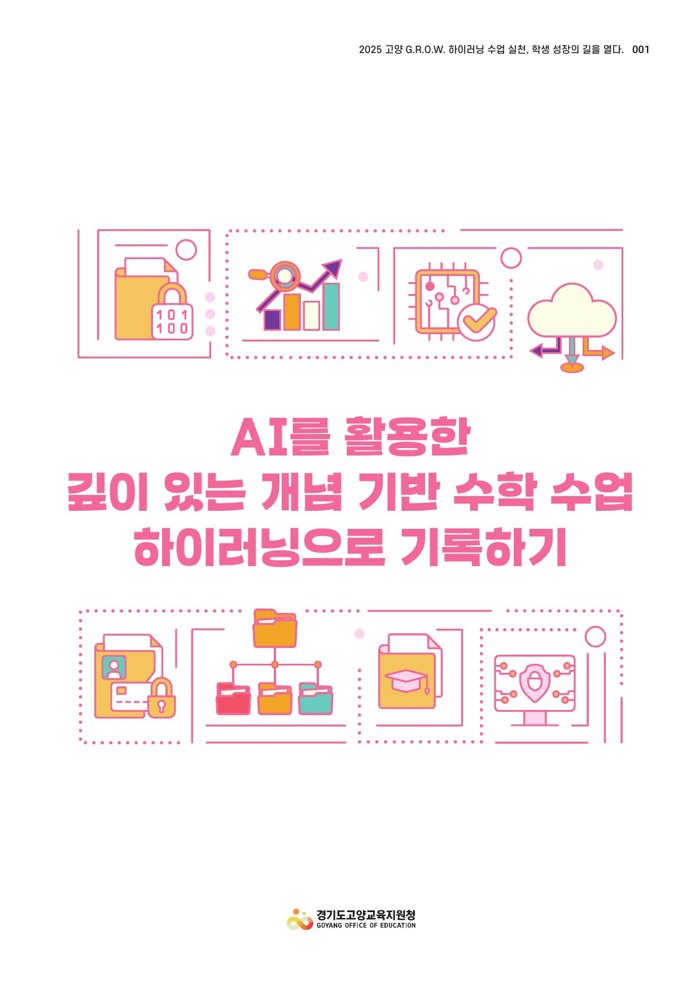 2025 고양 G.R.O.W. 하이러닝 수업 실천, 학생 성장의 길을 열다. 001
101
100
AI를 활용한
깊이 있는 개념 기반 수학 수업
하이러닝으로 기록하기
경기도고양교육지원청
GOYANG OFFICE OF EDUCATION